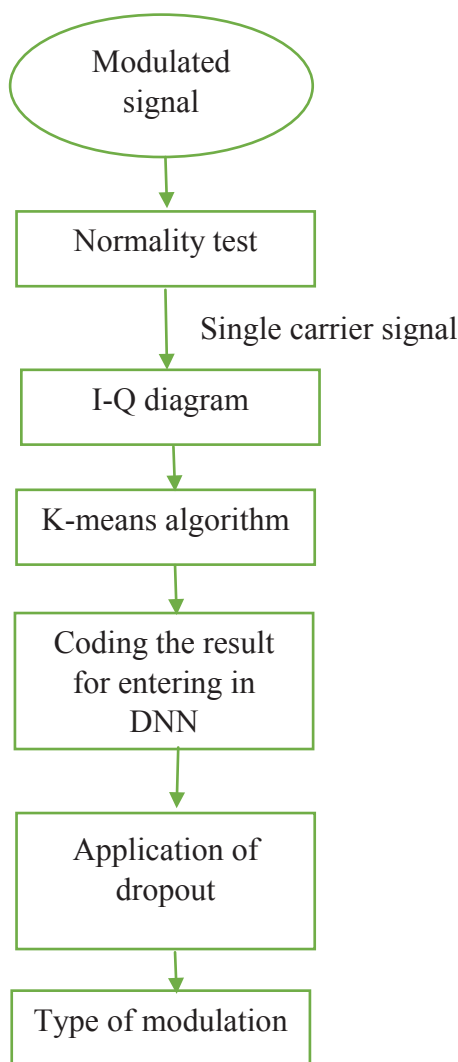 Modulated
signal
Normality test
Single carrier signal
I-Q diagram
K-means algorithm
Coding the result
for entering in
DNN
Application of
dropout
Type of modulation